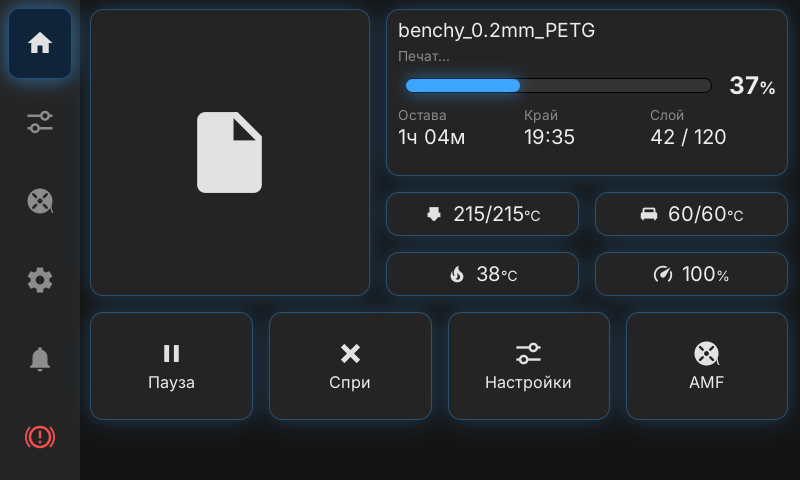 benchy_0.2mm_PETG
Печат...
37%
Остава Край Слой
1ч 04м 19:35 42 / 120
215/215°C 60/60°C
38°C 100%
Пауза Спри Настройки AMF